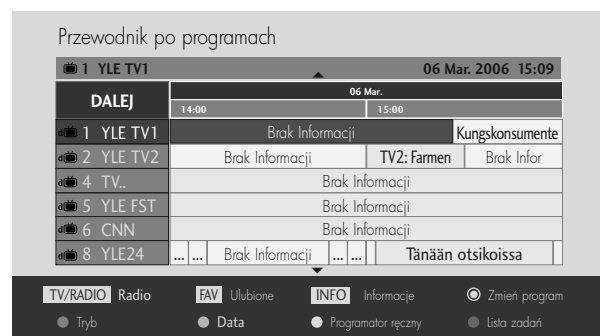 Przewodnik po programach
1 YLE TV1 06 Mar. 2006 15:09
DALEJ 06 Mar.
14:00 15:00
1 YLE TV1 Brak Informacji Kungskonsumente
2 YLE TV2 Brak Informacji TV2: Farmen Brak Infor
4 TV.. Brak Informacji
5 YLE FST Brak Informacji
6 CNN Brak Informacji
8 YLE24 ... ... Brak Informacji ... ... Tänään otsikoissa
TV/RADIO Radio FAV Ulubione INFO Informacje Zmień program
Tryb Data Programator ręczny Lista zadań